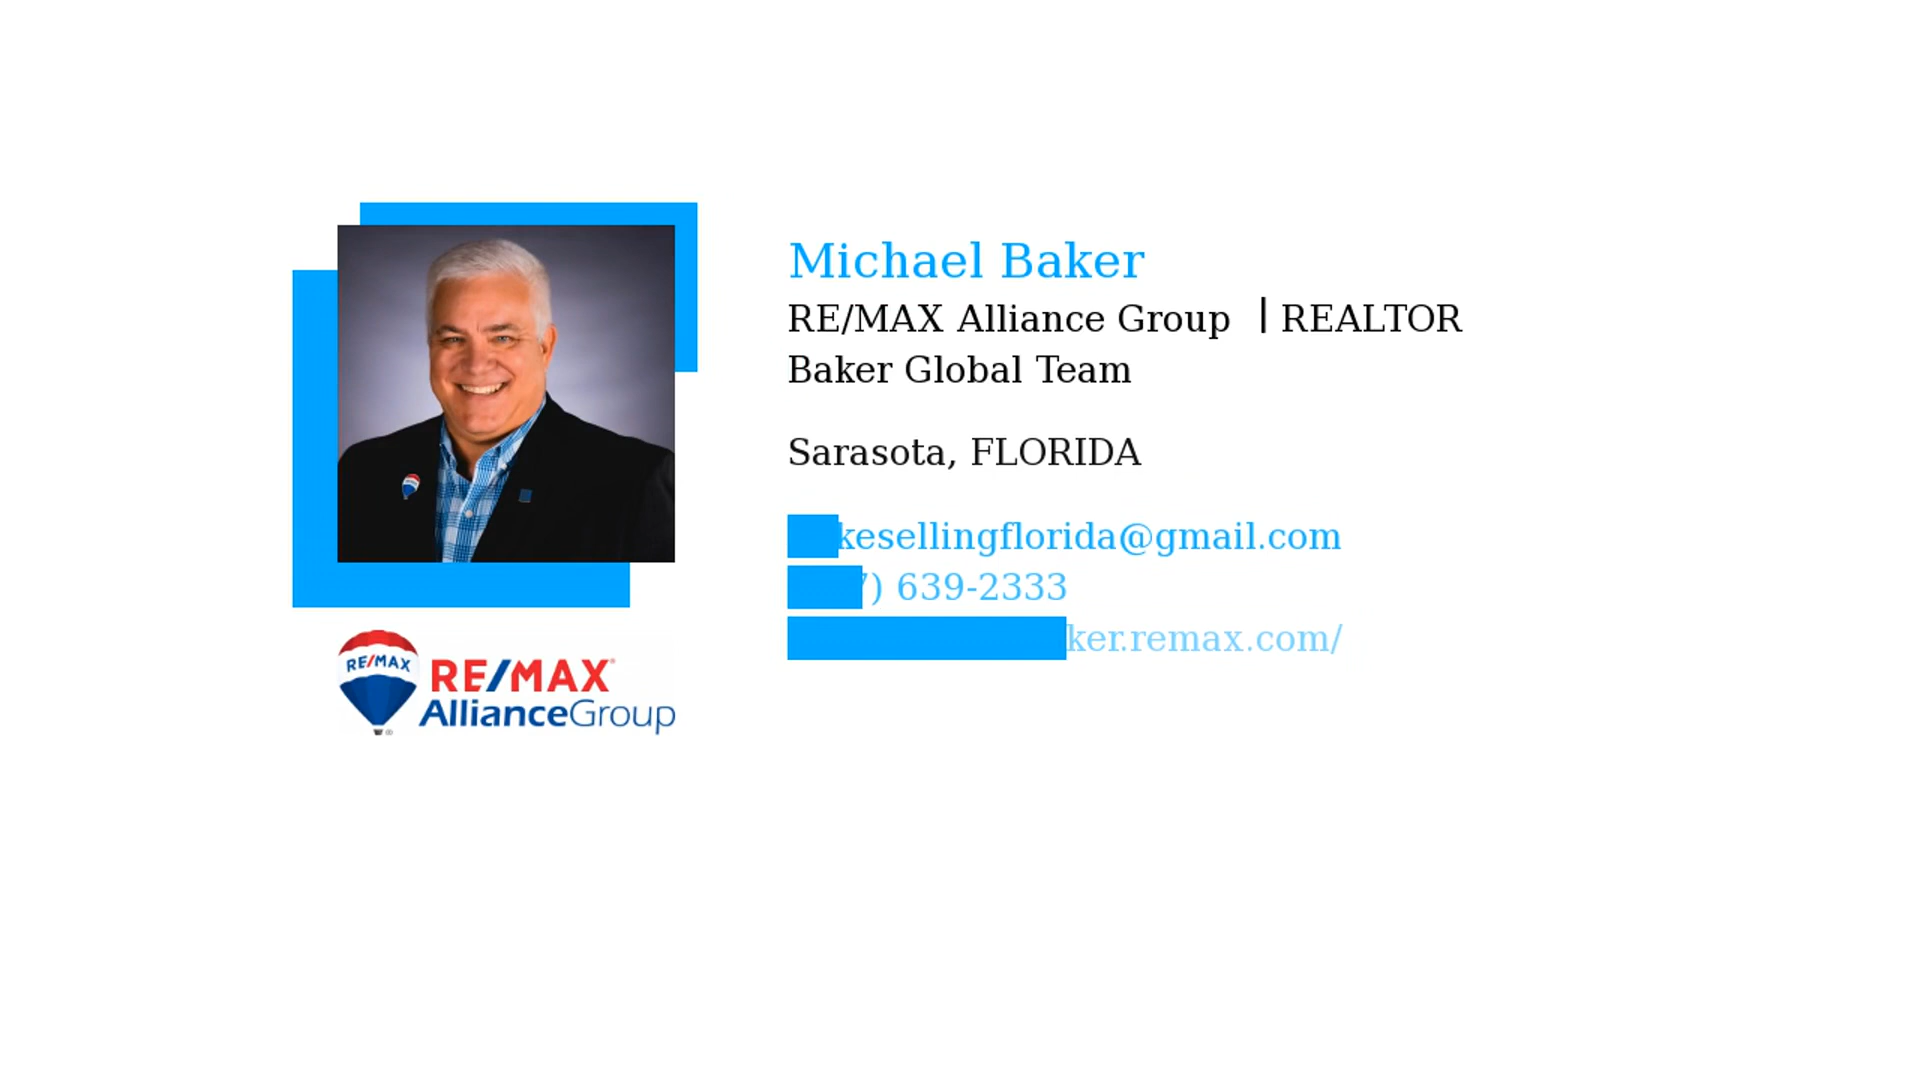 Michael Baker
RE/MAX Alliance Group | REALTOR
Baker Global Team
Sarasota, FLORIDA
kesellingflorida@gmail.com
7) 639-2333
ker.remax.com/
RE/MAX
RE/MAX
AllianceGroup